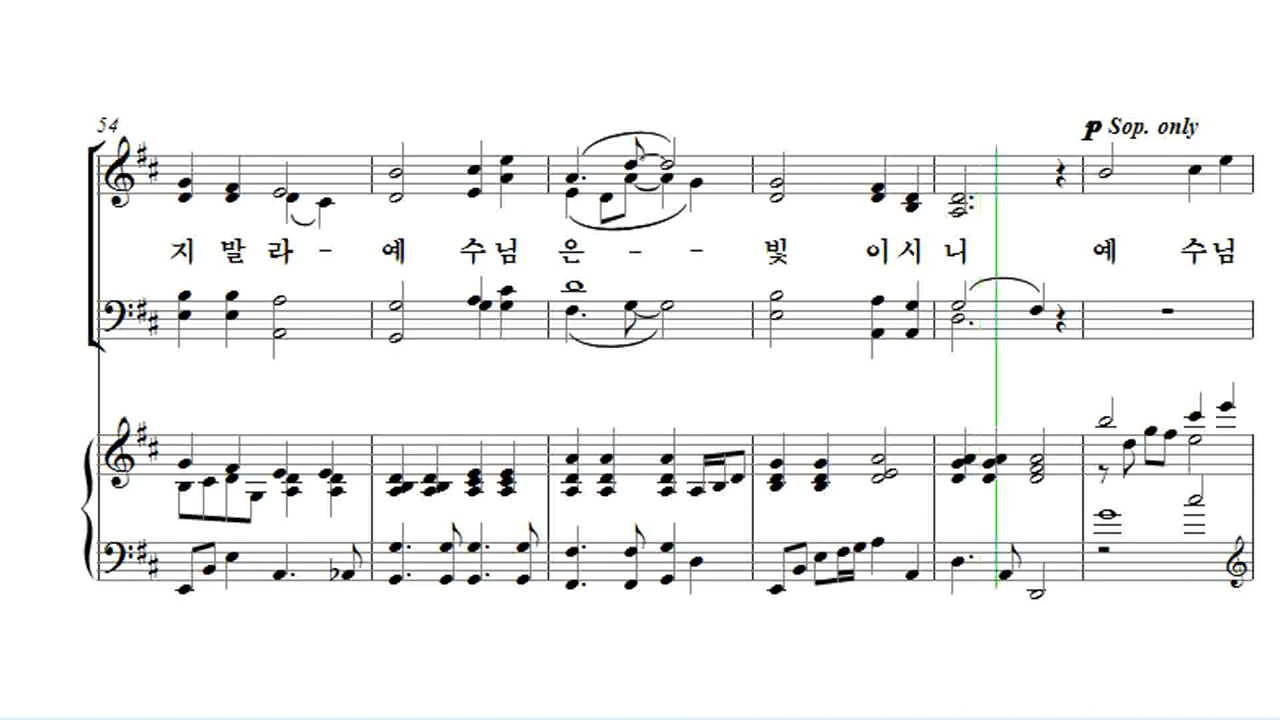 54
p Sop. only
지 발 라 - 예 수 님 은 - - 빛 이 시 니 예 수 님